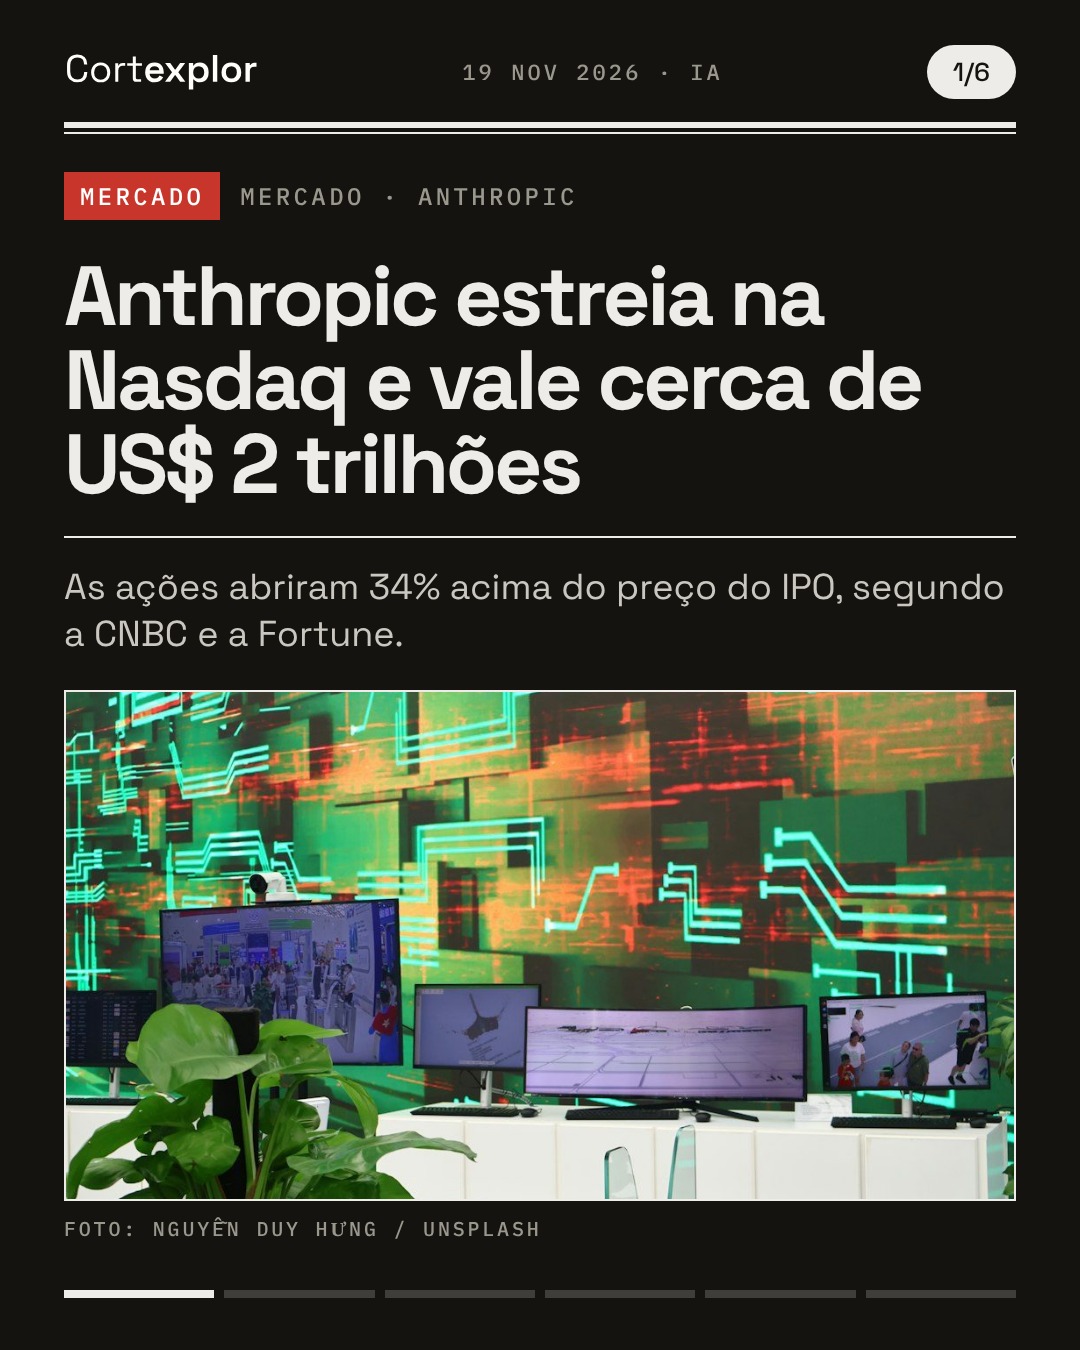 Cortexplor
19 NOV 2026 · IA
1/6
MERCADO
MERCADO · ANTHROPIC
Anthropic estreia na
Nasdaq e vale cerca de
US$ 2 trilhões
As ações abriram 34% acima do preço do IPO, segundo
a CNBC e a Fortune.
FOTO: NGUYÊN DUY HƯNG / UNSPLASH